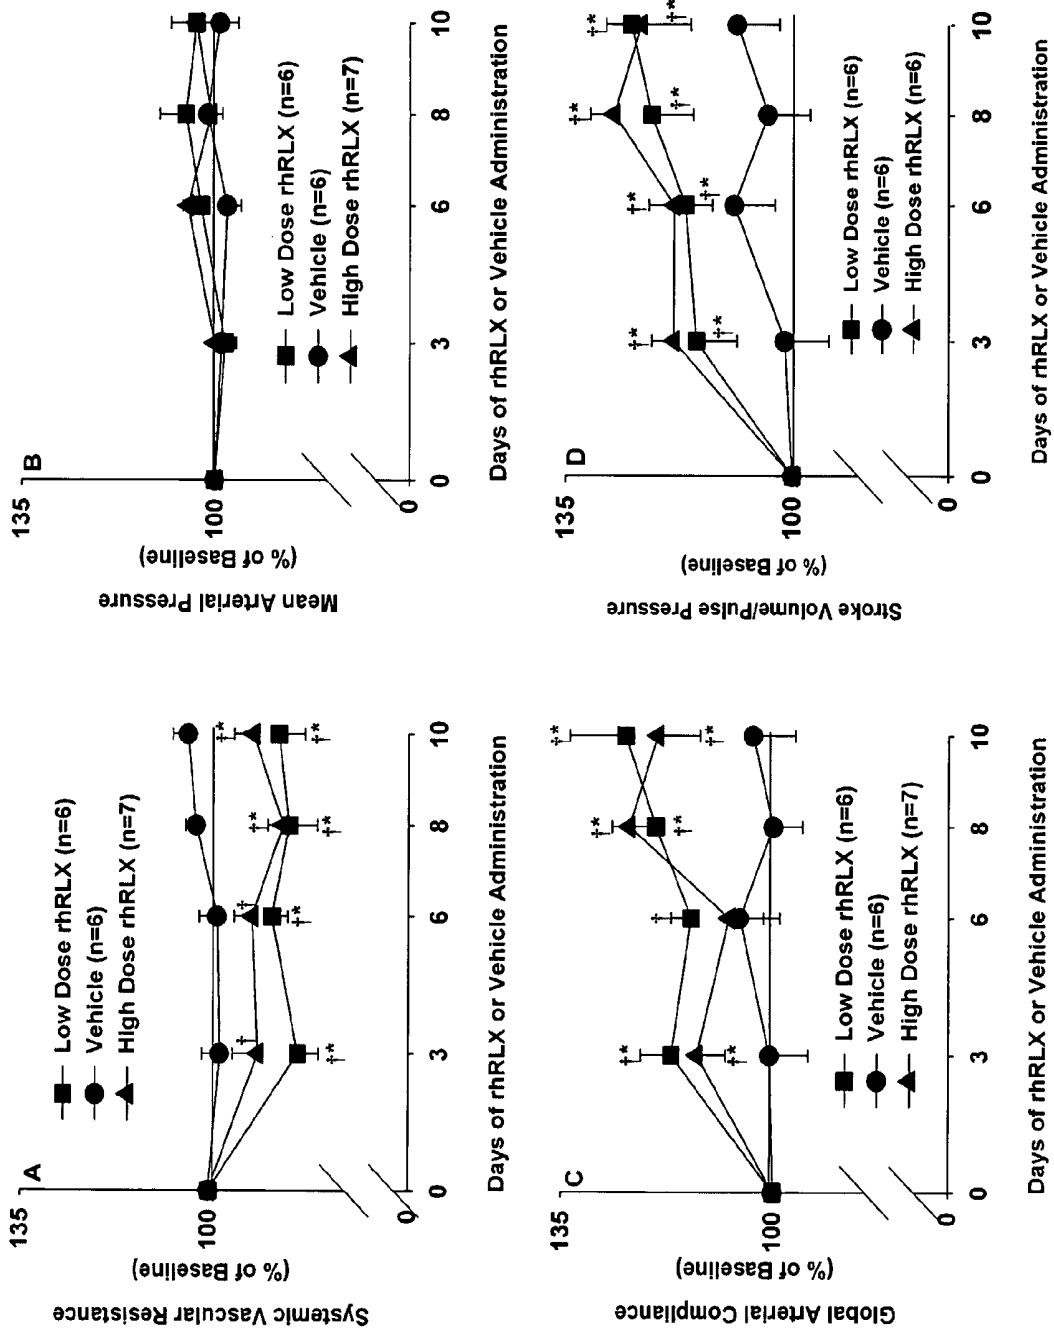 A
Systemic Vascular Resistance
(% of Baseline)
135
100
0
Low Dose rhRLX (n=6)
Vehicle (n=6)
High Dose rhRLX (n=7)
†
†
†*
†*
†*
†*
†*
†*
0 3 6 8 10
Days of rhRLX or Vehicle Administration
B
Mean Arterial Pressure
(% of Baseline)
135
100
0
Low Dose rhRLX (n=6)
Vehicle (n=6)
High Dose rhRLX (n=7)
0 3 6 8 10
Days of rhRLX or Vehicle Administration
C
Global Arterial Compliance
(% of Baseline)
135
100
0
†*
†*
†
†*
†*
†*
†*
Low Dose rhRLX (n=6)
Vehicle (n=6)
High Dose rhRLX (n=7)
0 3 6 8 10
Days of rhRLX or Vehicle Administration
D
Stroke Volume/Pulse Pressure
(% of Baseline)
135
100
0
†*
†*
†*
†*
†*
†*
†*
†*
Low Dose rhRLX (n=6)
Vehicle (n=6)
High Dose rhRLX (n=6)
0 3 6 8 10
Days of rhRLX or Vehicle Administration